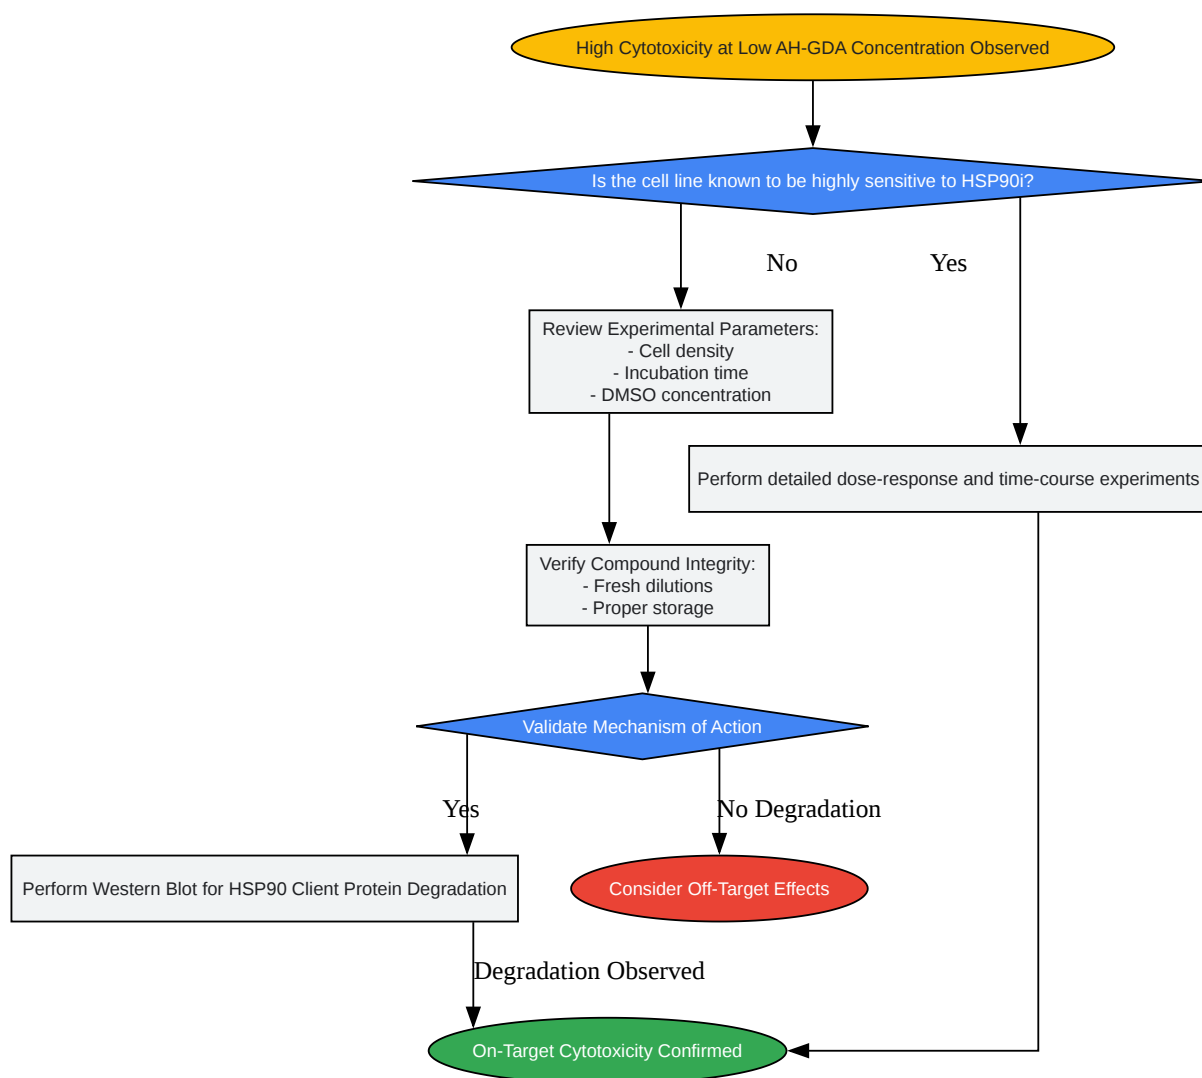 High Cytotoxicity at Low AH-GDA Concentration Observed
Is the cell line known to be highly sensitive to HSP90i?
No
Yes
Review Experimental Parameters:
- Cell density
- Incubation time
- DMSO concentration
Perform detailed dose-response and time-course experiments
Verify Compound Integrity:
- Fresh dilutions
- Proper storage
Validate Mechanism of Action
Yes
No Degradation
Perform Western Blot for HSP90 Client Protein Degradation
Consider Off-Target Effects
Degradation Observed
On-Target Cytotoxicity Confirmed